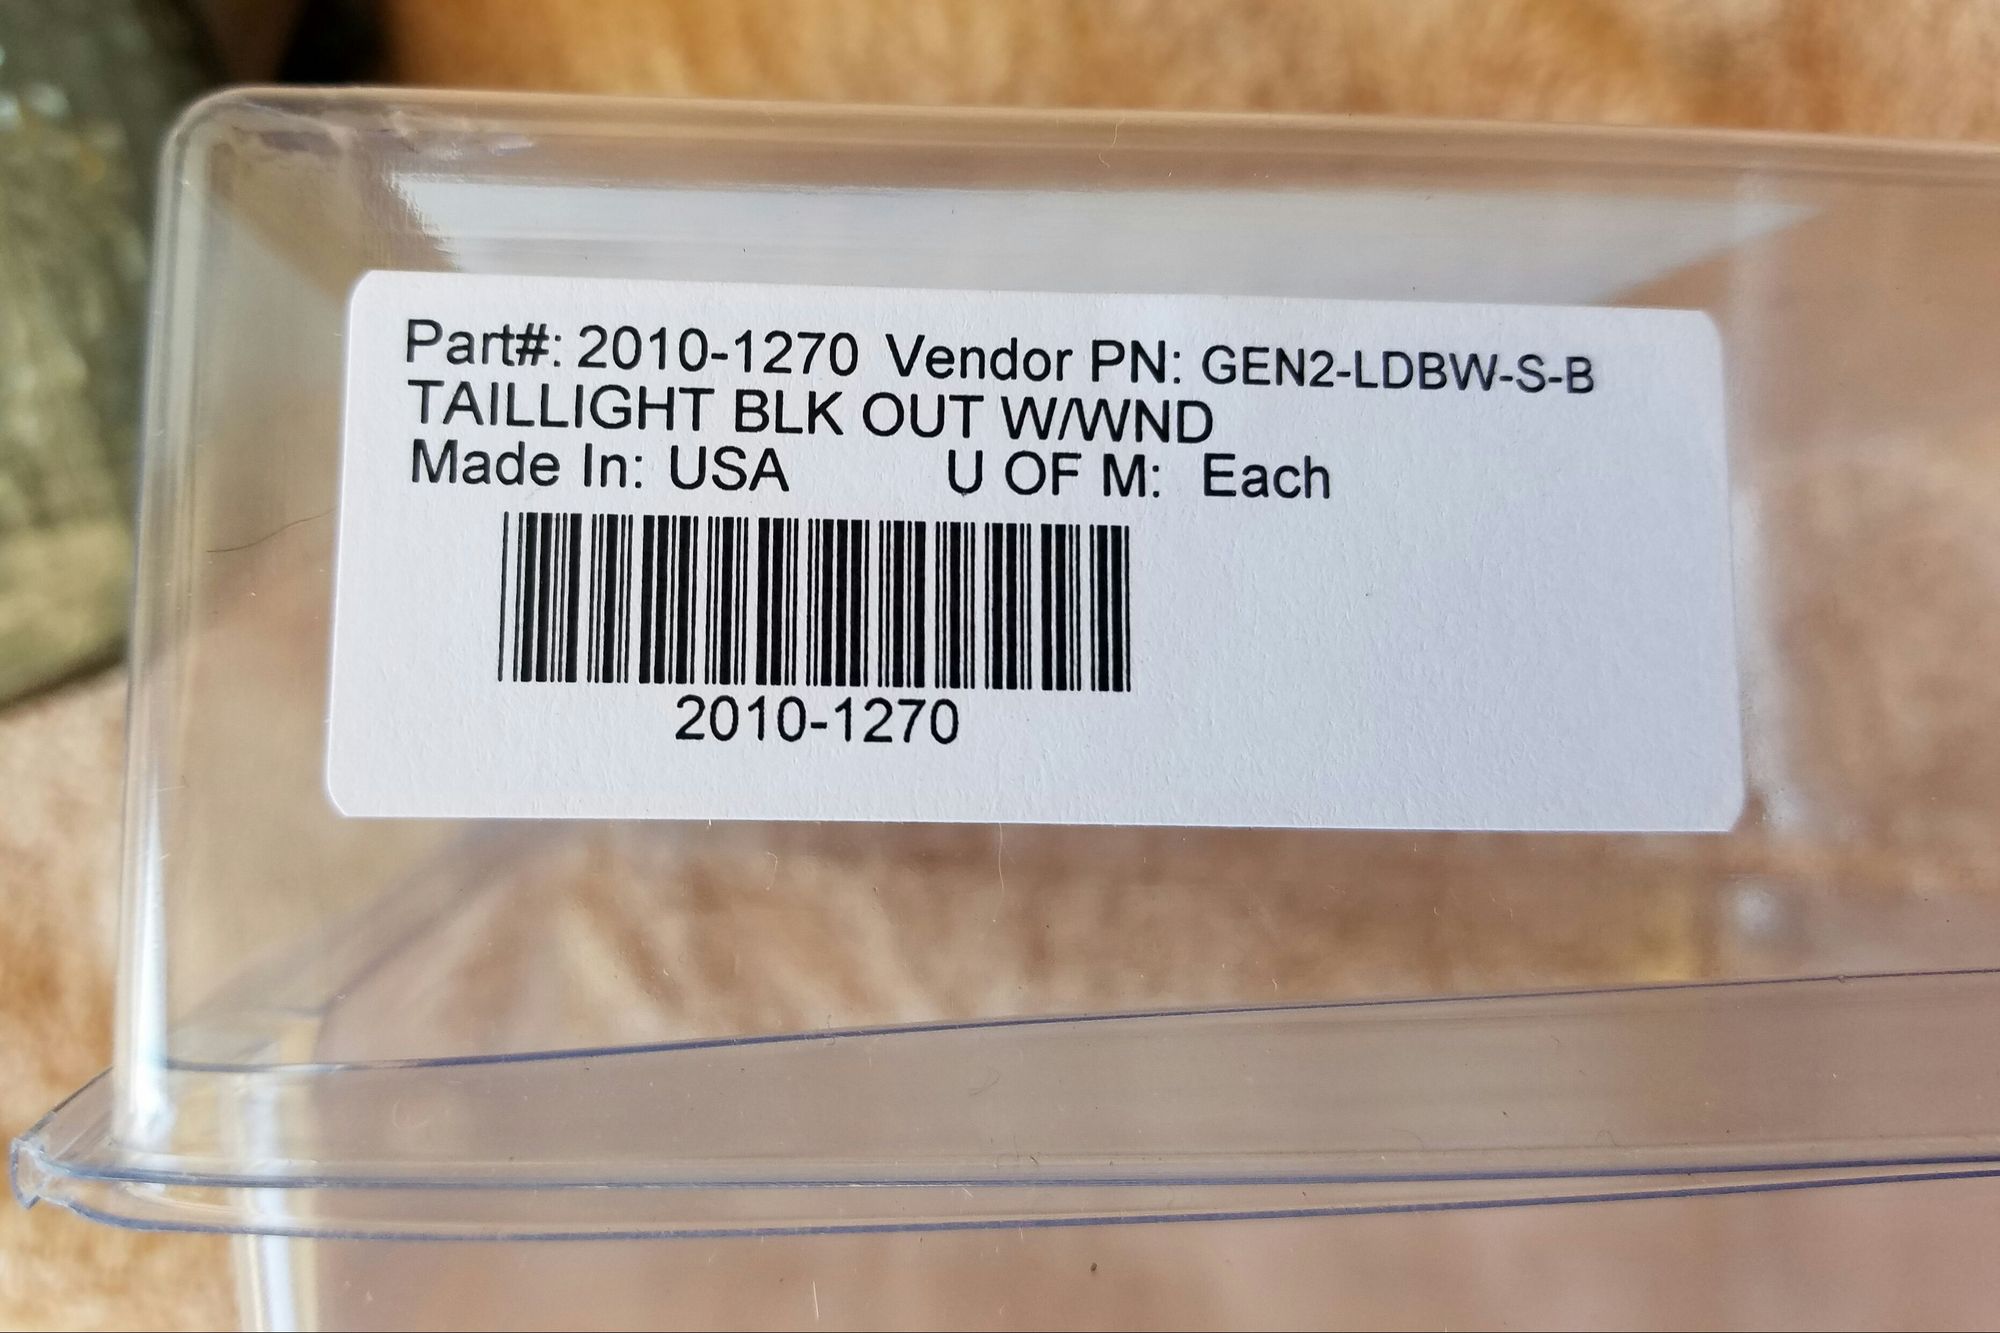 Part#: 2010-1270 Vendor PN: GEN2-LDBW-S-B
TAILLIGHT BLK OUT W/WND
Made In: USA U OF M: Each
2010-1270